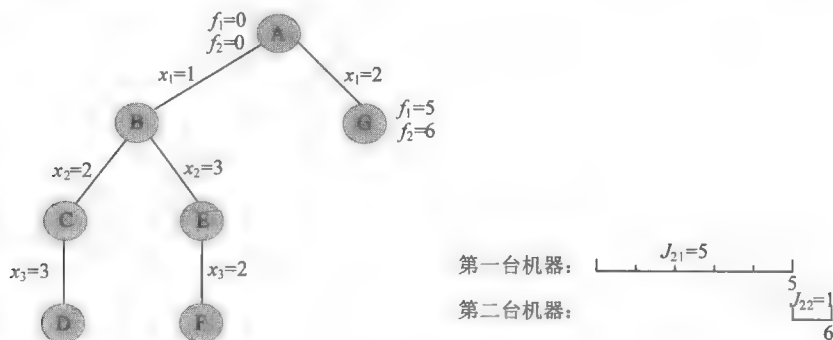 f₁=0
f₂=0
A
x₁=1
x₁=2
B
G
f₁=5
f₂=6
x₂=2
x₂=3
C
E
x₃=3
x₃=2
D
F
第一台机器：
J₂₁=5
5
第二台机器：
J₂₂=1
6